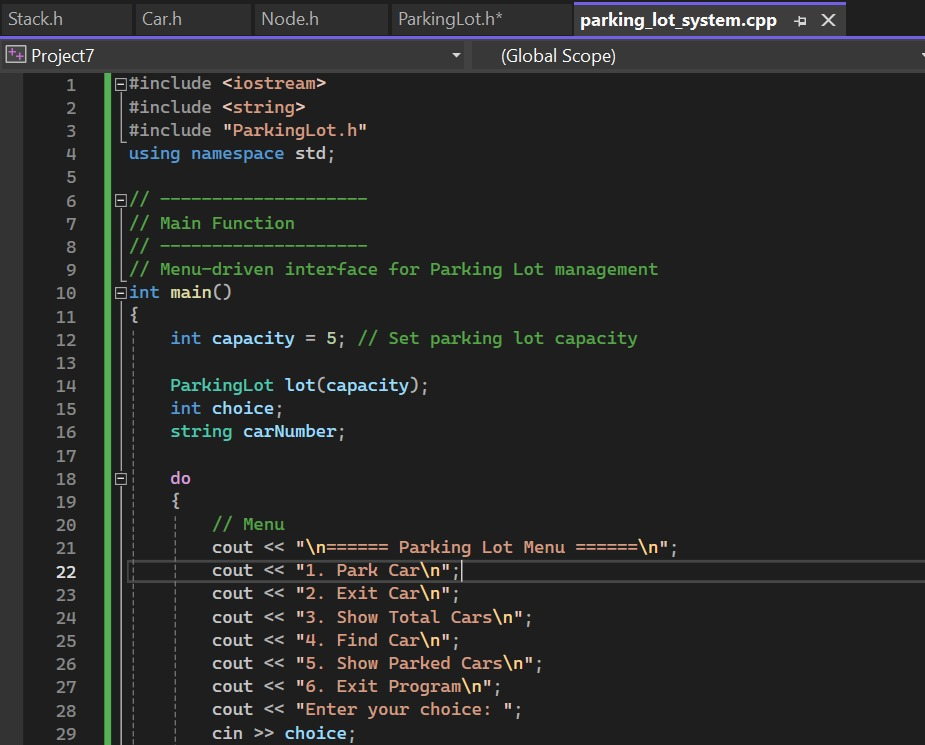 Stack.h Car.h Node.h ParkingLot.h* parking_lot_system.cpp
Project7 (Global Scope)
1 #include <iostream>
2 #include <string>
3 #include "ParkingLot.h"
4 using namespace std;
5
6 // --------------------
7 // Main Function
8 // --------------------
9 // Menu-driven interface for Parking Lot management
10 int main()
11 {
12 int capacity = 5; // Set parking lot capacity
13
14 ParkingLot lot(capacity);
15 int choice;
16 string carNumber;
17
18 do
19 {
20 // Menu
21 cout << "\n====== Parking Lot Menu ======\n";
22 cout << "1. Park Car\n";
23 cout << "2. Exit Car\n";
24 cout << "3. Show Total Cars\n";
25 cout << "4. Find Car\n";
26 cout << "5. Show Parked Cars\n";
27 cout << "6. Exit Program\n";
28 cout << "Enter your choice: ";
29 cin >> choice;